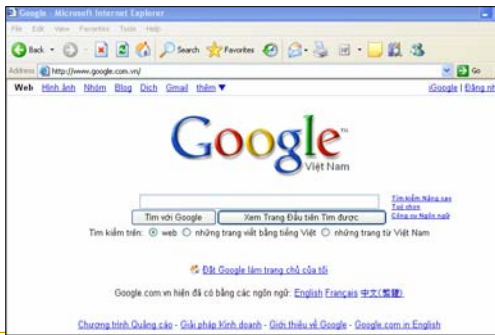 Google - Microsoft Internet Explorer
File Edit View Favorites Tools Help
Back Search Favorites
Address http://www.google.com.vn/ Go
Web Hình ảnh Nhóm Blog Dịch Gmail thêm ▼ iGoogle | Đăng nh
Google™
Việt Nam
Tìm kiếm Nâng cao
Tuỳ chọn
Công cụ Ngôn ngữ
Tìm với Google Xem Trang Đầu tiên Tìm được
Tìm kiếm trên: web những trang viết bằng tiếng Việt những trang từ Việt Nam
Đặt Google làm trang chủ của tôi
Google.com.vn hiện đã có bằng các ngôn ngữ: English Français 中文(繁體)
Chương trình Quảng cáo - Giải pháp Kinh doanh - Giới thiệu về Google - Google.com in English